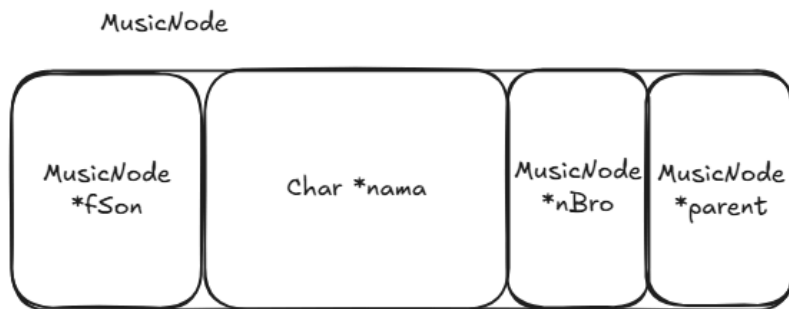 MusicNode
MusicNode
*fSon
Char *nama
MusicNode
*nBro
MusicNode
*parent